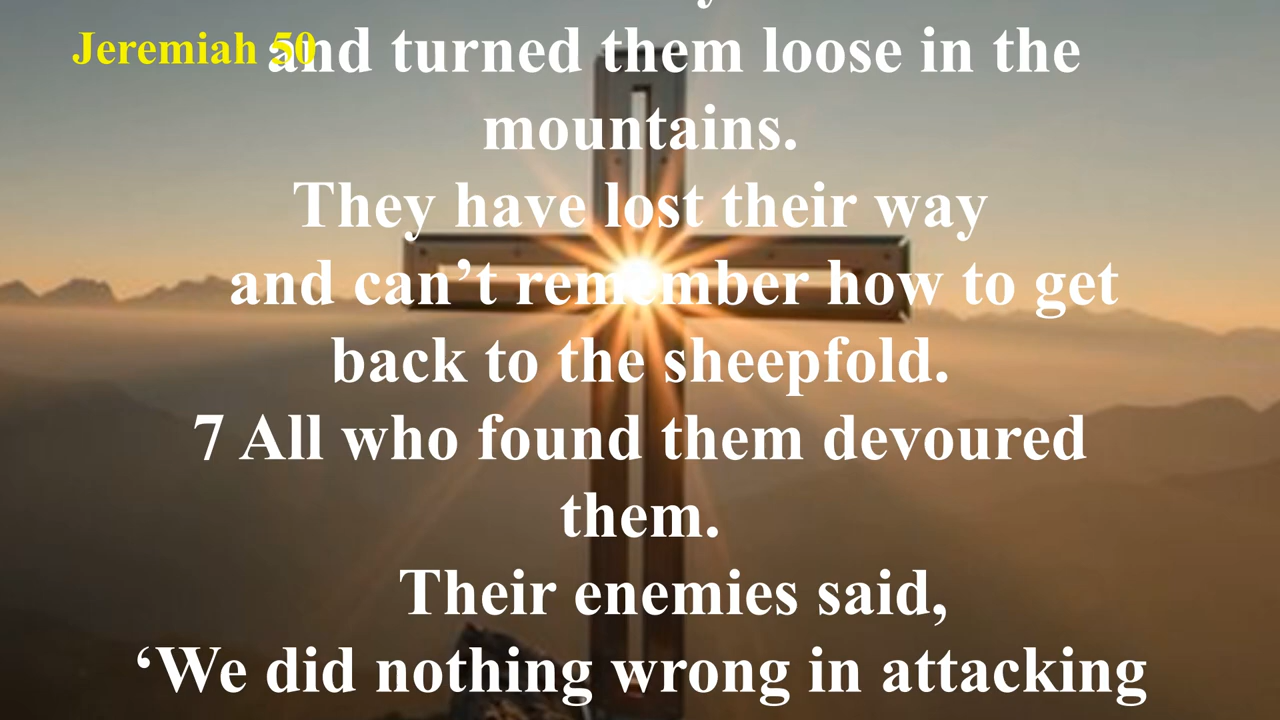 Jeremiah 50
and turned them loose in the
mountains.
They have lost their way
and can’t remember how to get
back to the sheepfold.
7 All who found them devoured
them.
Their enemies said,
‘We did nothing wrong in attacking